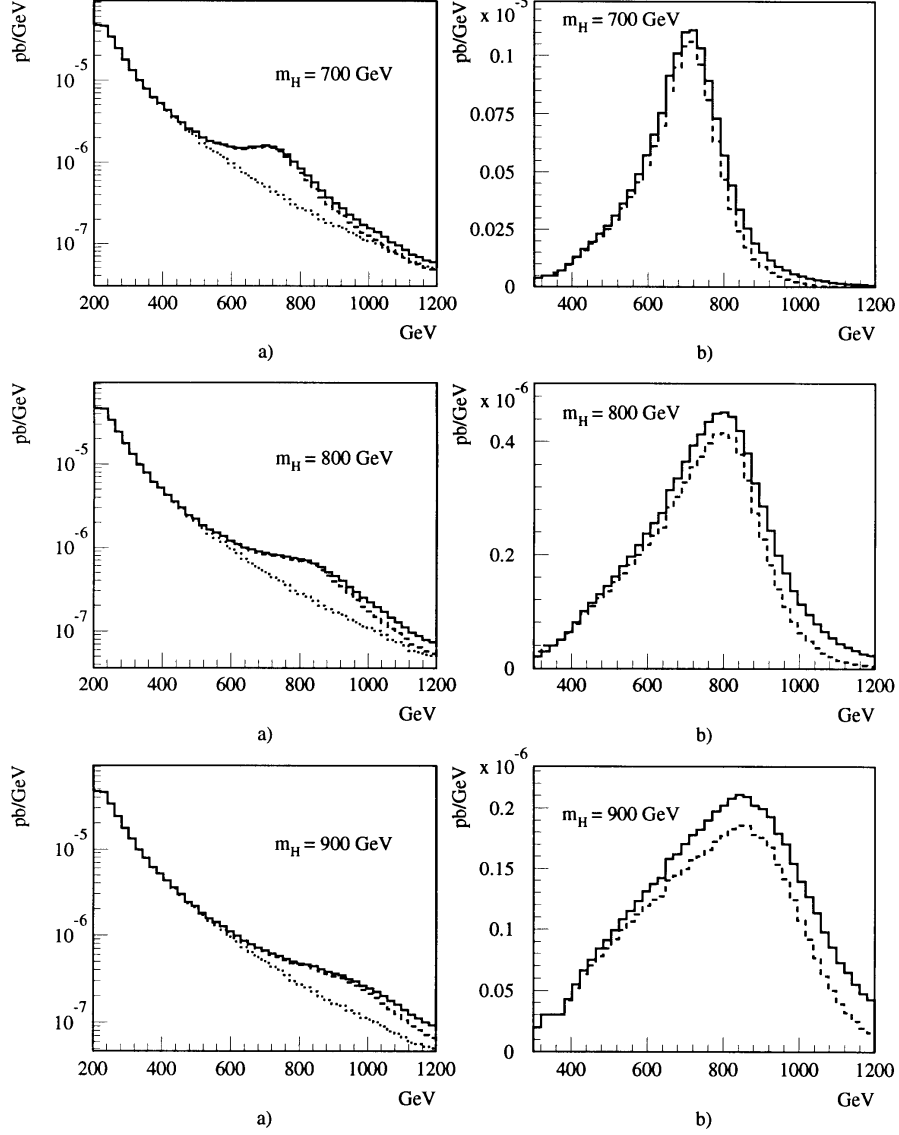 pb/GeV
10^-5
10^-6
10^-7
m_H = 700 GeV
200 400 600 800 1000 1200
GeV
a)
pb/GeV
x 10^-5
0.1
0.075
0.05
0.025
0
m_H = 700 GeV
400 600 800 1000 1200
GeV
b)
pb/GeV
10^-5
10^-6
10^-7
m_H = 800 GeV
200 400 600 800 1000 1200
GeV
a)
pb/GeV
x 10^-6
0.4
0.2
0
m_H = 800 GeV
400 600 800 1000 1200
GeV
b)
pb/GeV
10^-5
10^-6
10^-7
m_H = 900 GeV
200 400 600 800 1000 1200
GeV
a)
pb/GeV
x 10^-6
0.2
0.15
0.1
0.05
0
m_H = 900 GeV
400 600 800 1000 1200
GeV
b)